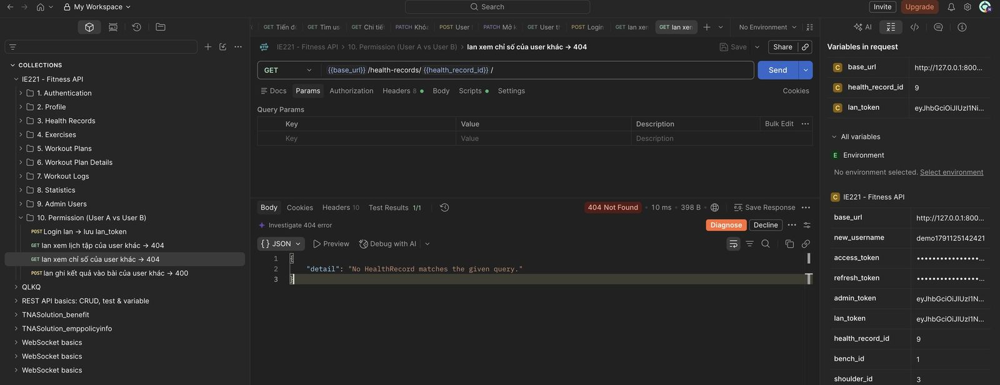 My Workspace
Search
Invite
Upgrade
GET Tiến đ
GET Tìm us
GET Chi tiế
PATCH Khó
POST User
PATCH Mở k
GET User t
POST Login
GET lan xem
GET lan xem
No Environment
AI
IE221 - Fitness API > 10. Permission (User A vs User B) > lan xem chỉ số của user khác → 404
Save
Share
Variables in request
COLLECTIONS
IE221 - Fitness API
1. Authentication
2. Profile
3. Health Records
4. Exercises
5. Workout Plans
6. Workout Plan Details
7. Workout Logs
8. Statistics
9. Admin Users
10. Permission (User A vs User B)
POST Login lan → lưu lan_token
GET lan xem lịch tập của user khác → 404
GET lan xem chỉ số của user khác → 404
POST lan ghi kết quả vào bài của user khác → 400
QLKQ
REST API basics: CRUD, test & variable
TNASolution_benefit
TNASolution_emppolicyinfo
WebSocket basics
WebSocket basics
WebSocket basics
HTTP
GET {{base_url}} /health-records/ {{health_record_id}} /
Send
Docs Params Authorization Headers 8 Body Scripts Settings Cookies
Query Params
Key Value Description Bulk Edit
Key Value Description
Body Cookies Headers 10 Test Results 1/1
404 Not Found • 10 ms • 398 B
e.g. Save Response
Investigate 404 error
Diagnose
Decline
{} JSON Preview Debug with AI
1 {
2 "detail": "No HealthRecord matches the given query."
3 }
C base_url http://127.0.0.1:800...
C health_record_id 9
C lan_token eyJhbGciOiJIUzI1Ni...
All variables
E Environment
No environment selected. Select environment
C IE221 - Fitness API
base_url http://127.0.0.1:800...
new_username demo1791125142421
access_token ••••••••••••••••...
refresh_token ••••••••••••••••...
admin_token eyJhbGciOiJIUzI1N...
lan_token eyJhbGciOiJIUzI1N...
health_record_id 9
bench_id 1
shoulder_id 3